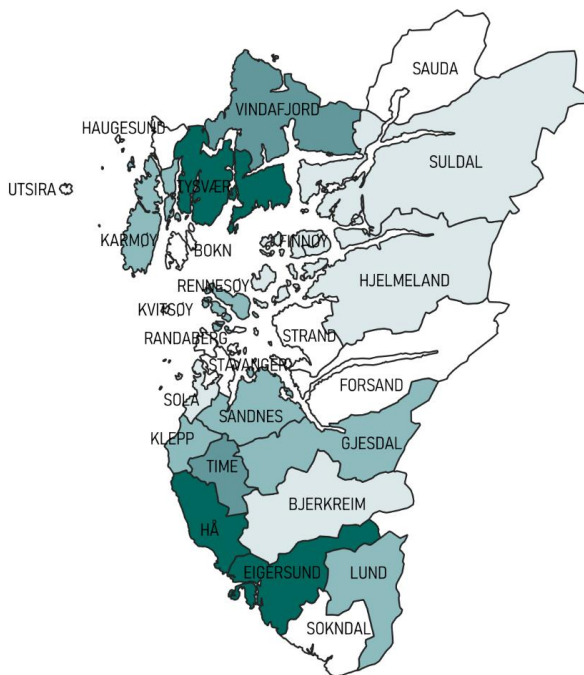 SAUDA
VINDAFJORD
HAUGESUND
SULDAL
UTSIRA
TYSVÆR
KARMØY
BOKN
FINNØY
HJELMELAND
RENNESØY
KVITSØY
RANDABERG
STRAND
STAVANGER
FORSAND
SOLA
SANDNES
KLEPP
GJESDAL
TIME
BJERKREIM
HÅ
EIGERSUND
LUND
SOKNDAL